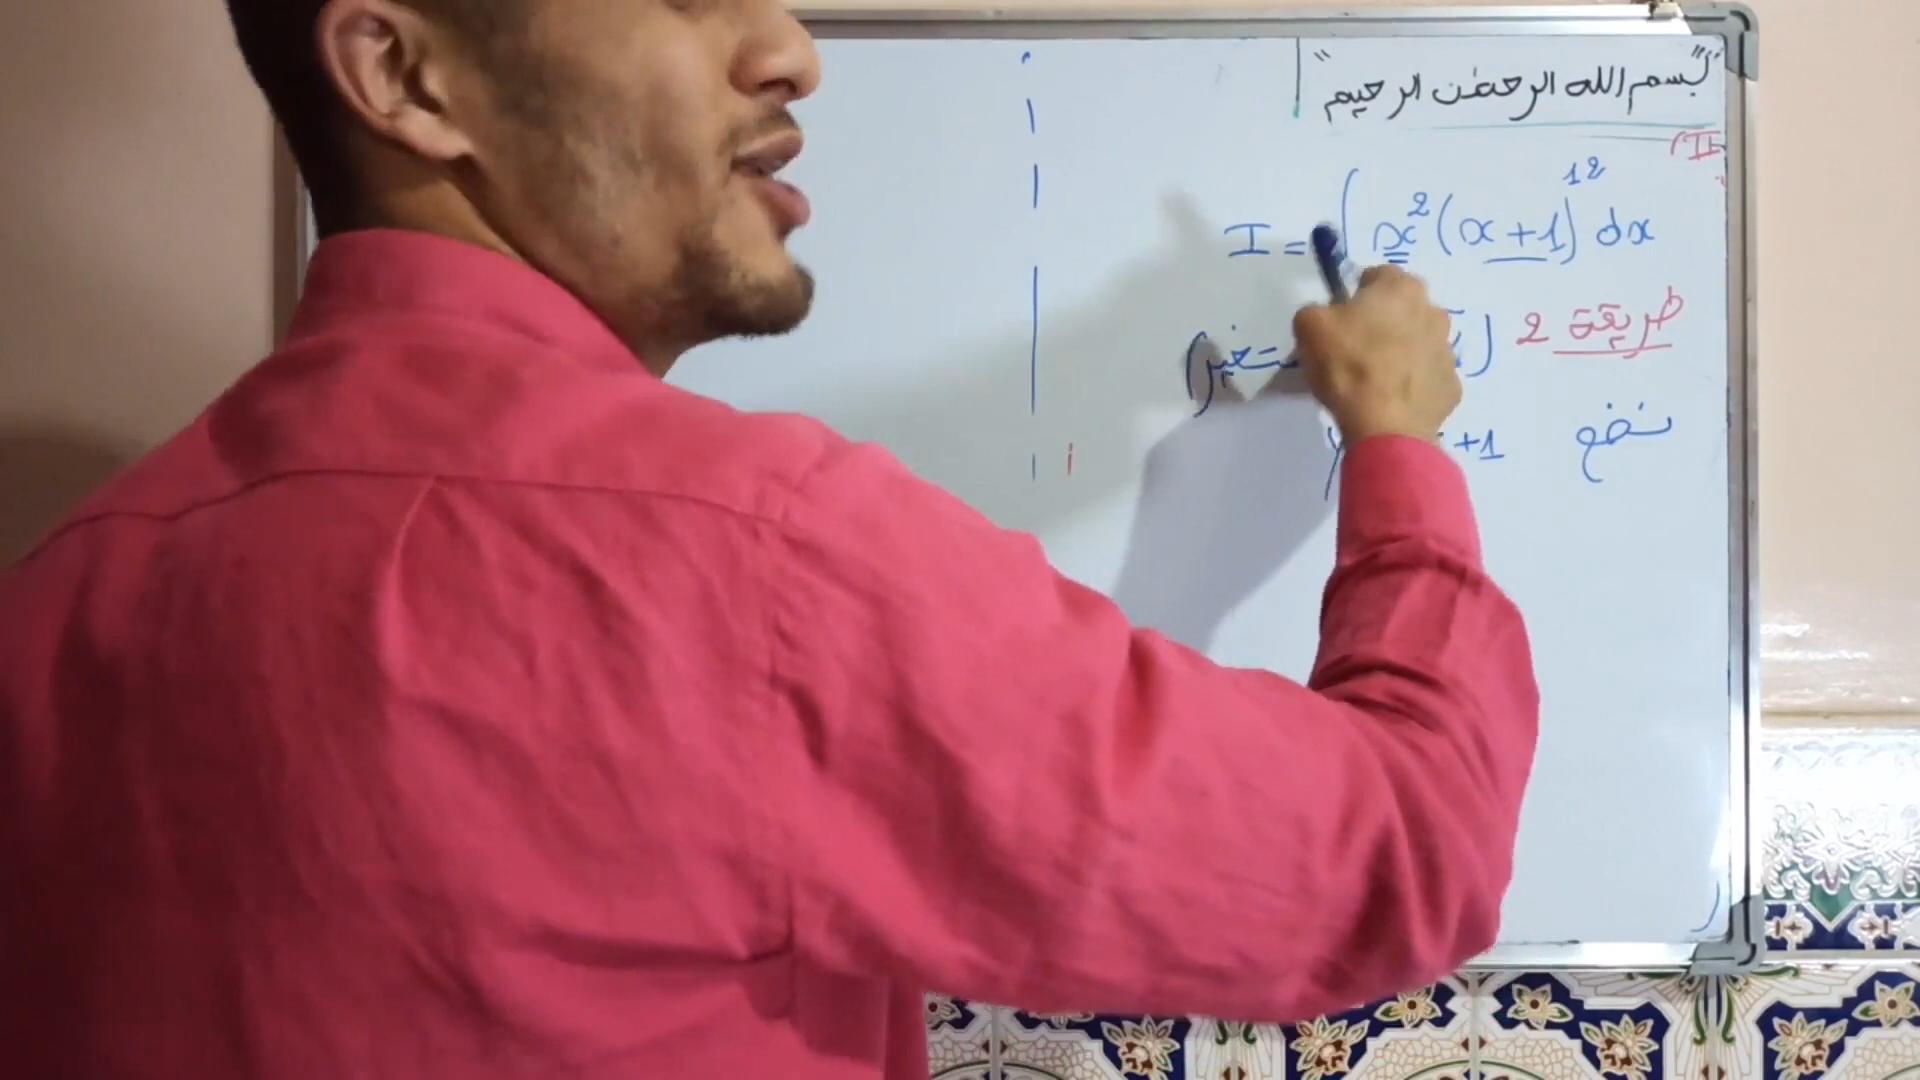 "بسم الله الرحمن الرحيم"
I = ∫ x² (x+1)¹² dx
طريقة 2
نضع +1